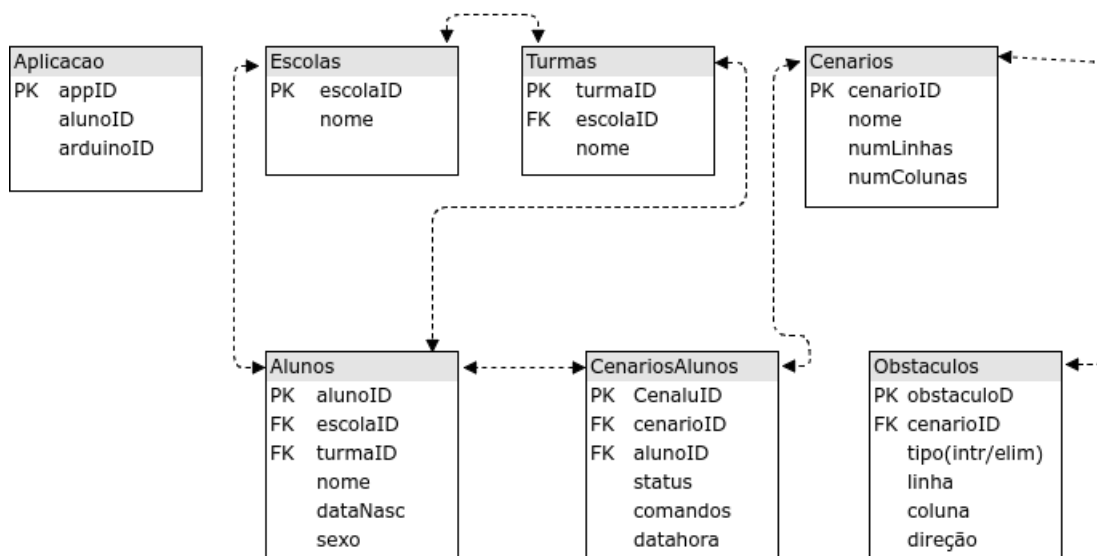 Aplicacao
PK appID
alunoID
arduinoID
Escolas
PK escolaID
nome
Turmas
PK turmaID
FK escolaID
nome
Cenarios
PK cenarioID
nome
numLinhas
numColunas
Alunos
PK alunoID
FK escolaID
FK turmaID
nome
dataNasc
sexo
CenariosAlunos
PK CenaluID
FK cenarioID
FK alunoID
status
comandos
datahora
Obstaculos
PK obstaculoD
FK cenarioID
tipo(intr/elim)
linha
coluna
direção